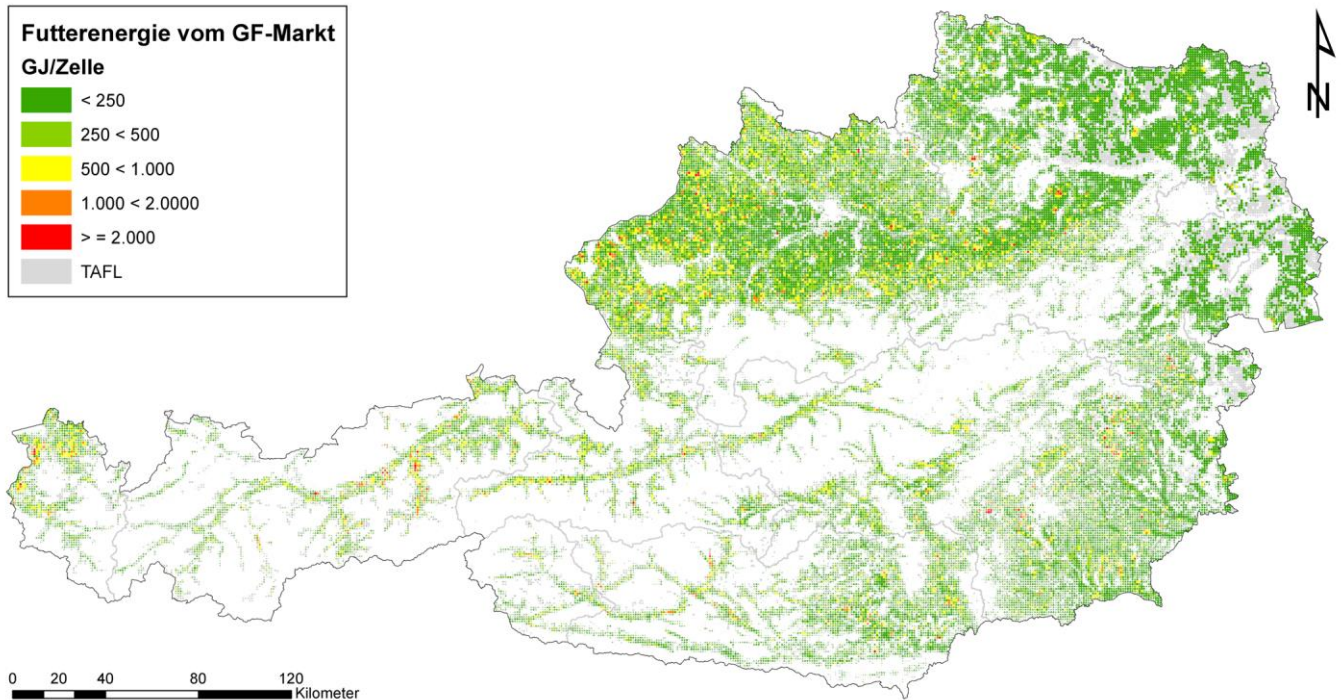 Futterenergie vom GF-Markt
GJ/Zelle
< 250
250 < 500
500 < 1.000
1.000 < 2.0000
> = 2.000
TAFL
N
0 20 40 80 120
Kilometer